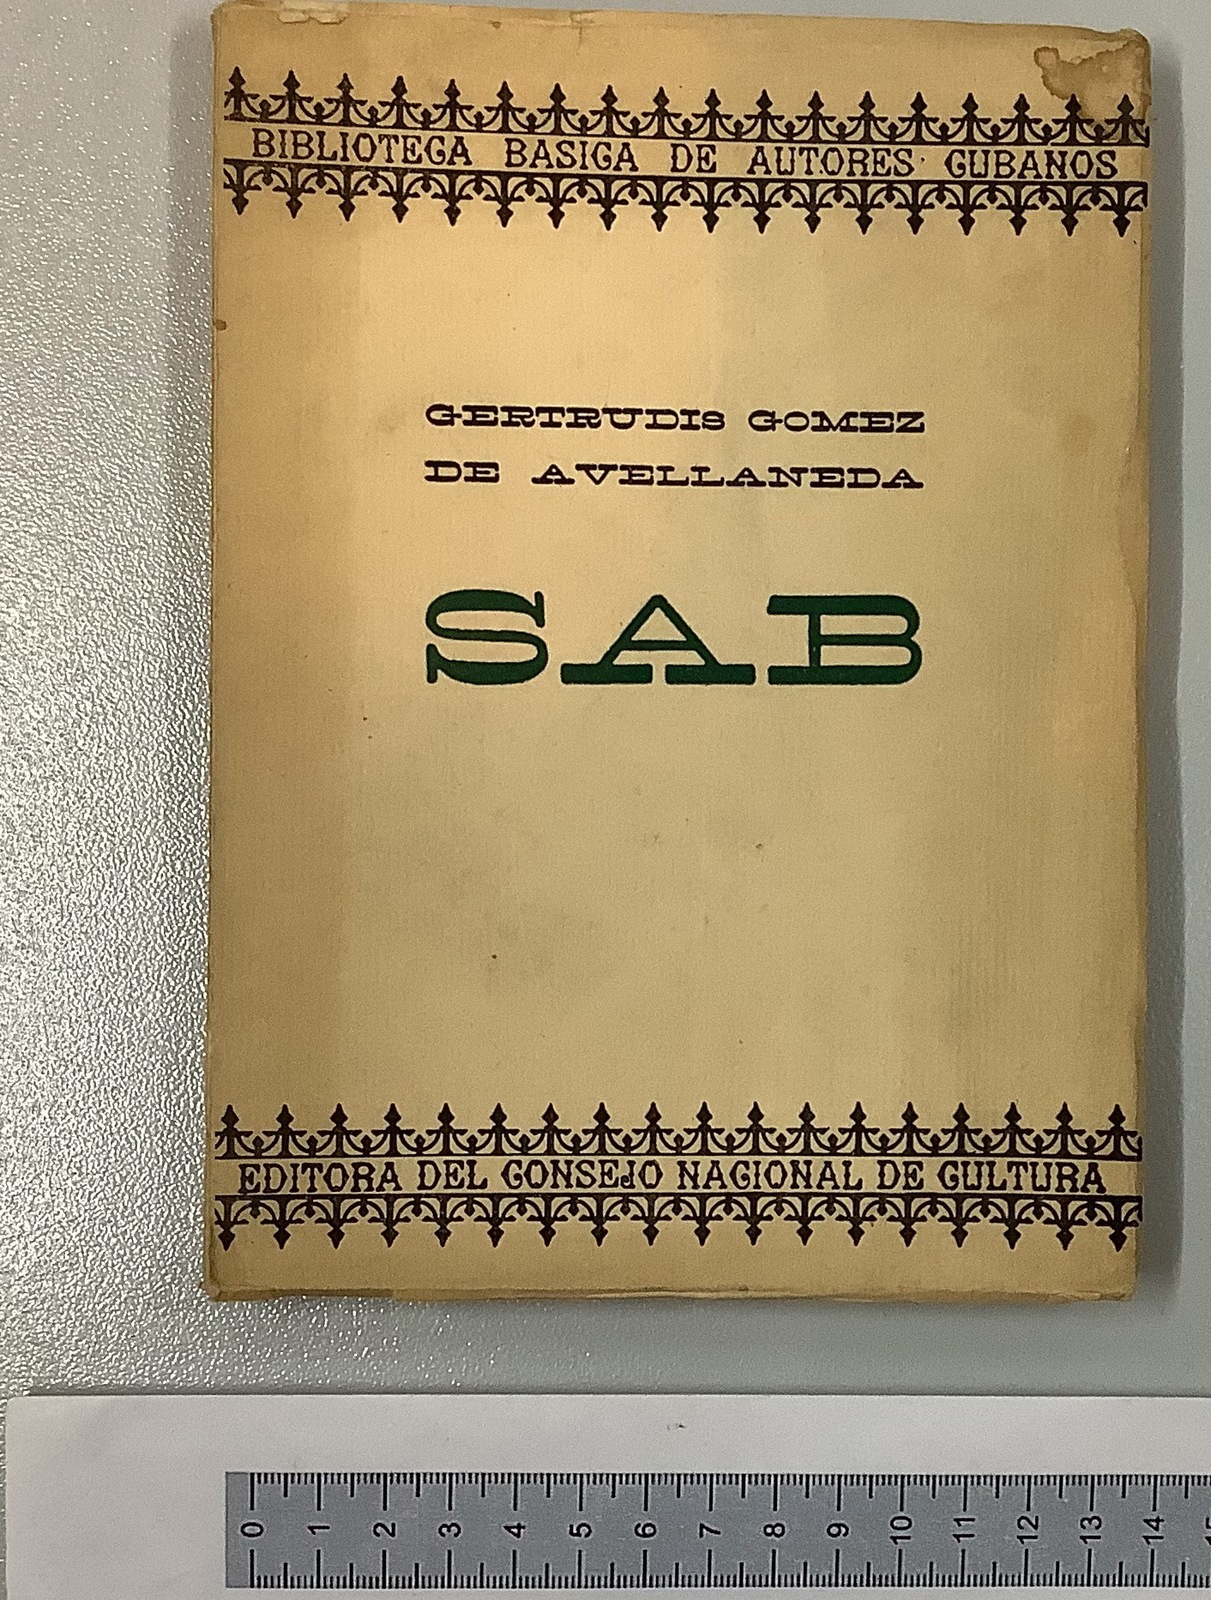 BIBLIOTECA BASICA DE AUTORES CUBANOS
GERTRUDIS GOMEZ
DE AVELLANEDA
SAB
EDITORA DEL CONSEJO NACIONAL DE CULTURA
0 1 2 3 4 5 6 7 8 9 10 11 12 13 14 15